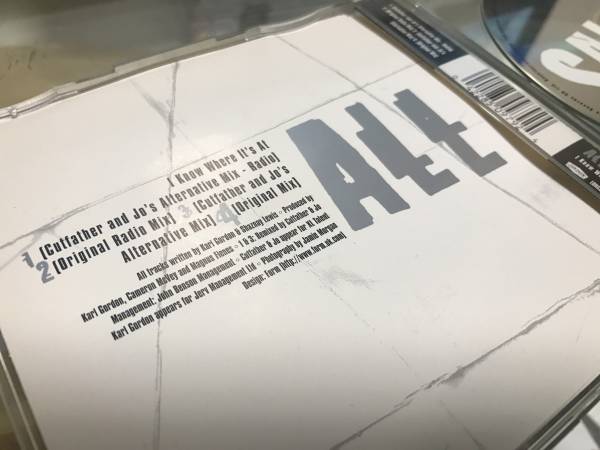 ALL
I Know Where It's At
1 (Cutfather and Jo's Alternative Mix - Radio)
2 (Original Radio Mix) 3 (Cutfather and Jo's
Alternative Mix) 4 (Original Mix)
All tracks written by Karl Gordon & Shaznay Lewis • Produced by
Karl Gordon, Cameron McVey and Magnus Fiennes • 1 & 3: Remixed by Cutfather & Jo
Management: John Benson Management • Cutfather & Jo appear for XL Talent
Karl Gordon appears for Jerv Management Ltd • Photography by Jamie Morgan
Design: Form (http://www.form.uk.com)
I KNOW W